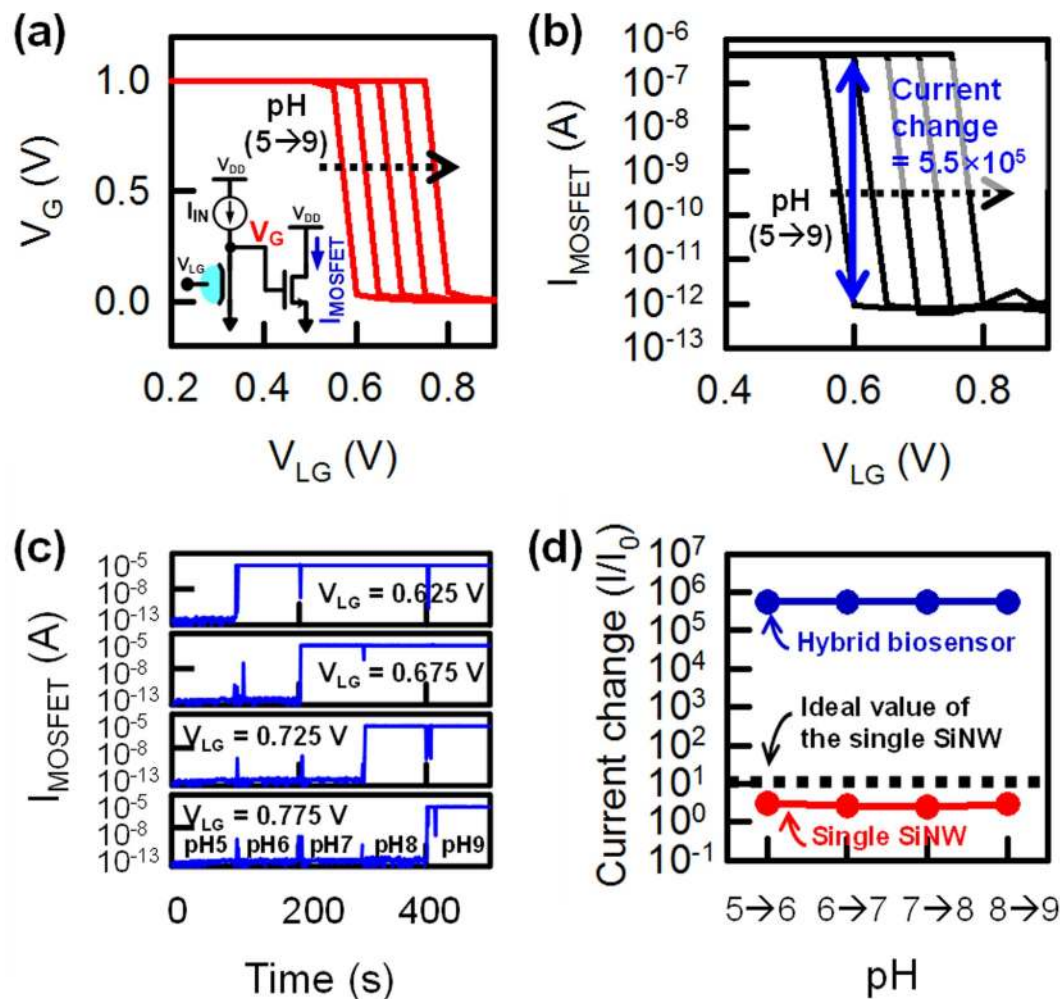 (a)
1.0
0.5
0.0
V_G (V)
pH
(5→9)
V_DD
I_IN
V_G
V_DD
V_LG
I_MOSFET
0.2 0.4 0.6 0.8
V_LG (V)
(b)
10^-6
10^-7
10^-8
10^-9
10^-10
10^-11
10^-12
10^-13
I_MOSFET (A)
Current
change
= 5.5×10^5
pH
(5→9)
0.4 0.6 0.8
V_LG (V)
(c)
I_MOSFET (A)
10^-5
10^-8
10^-13
V_LG = 0.625 V
10^-5
10^-8
10^-13
V_LG = 0.675 V
10^-5
10^-8
10^-13
V_LG = 0.725 V
10^-5
10^-8
10^-13
V_LG = 0.775 V
pH5 pH6 pH7 pH8 pH9
0 200 400
Time (s)
(d)
Current change (I/I_0)
10^7
10^6
10^5
10^4
10^3
10^2
10^1
10^0
10^-1
Hybrid biosensor
Ideal value of
the single SiNW
Single SiNW
5→6 6→7 7→8 8→9
pH